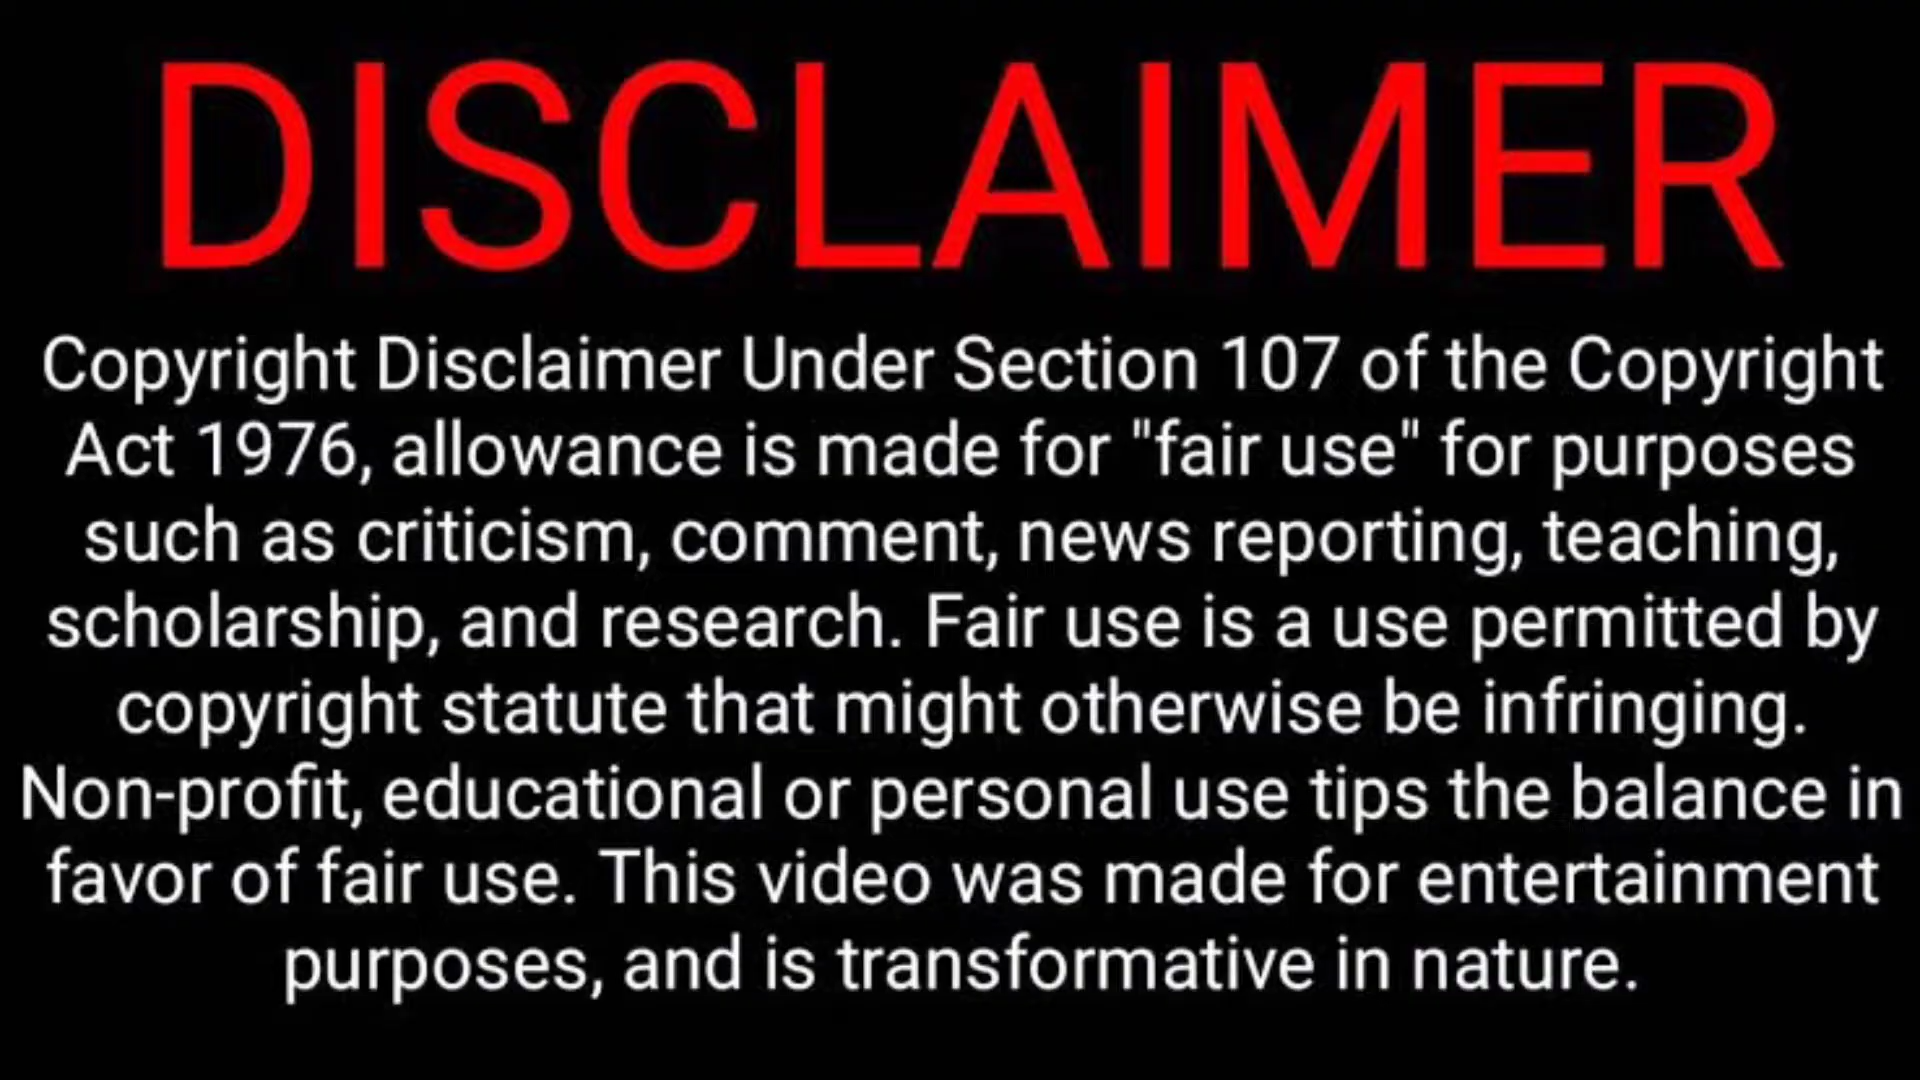 DISCLAIMER
Copyright Disclaimer Under Section 107 of the Copyright
Act 1976, allowance is made for "fair use" for purposes
such as criticism, comment, news reporting, teaching,
scholarship, and research. Fair use is a use permitted by
copyright statute that might otherwise be infringing.
Non-profit, educational or personal use tips the balance in
favor of fair use. This video was made for entertainment
purposes, and is transformative in nature.